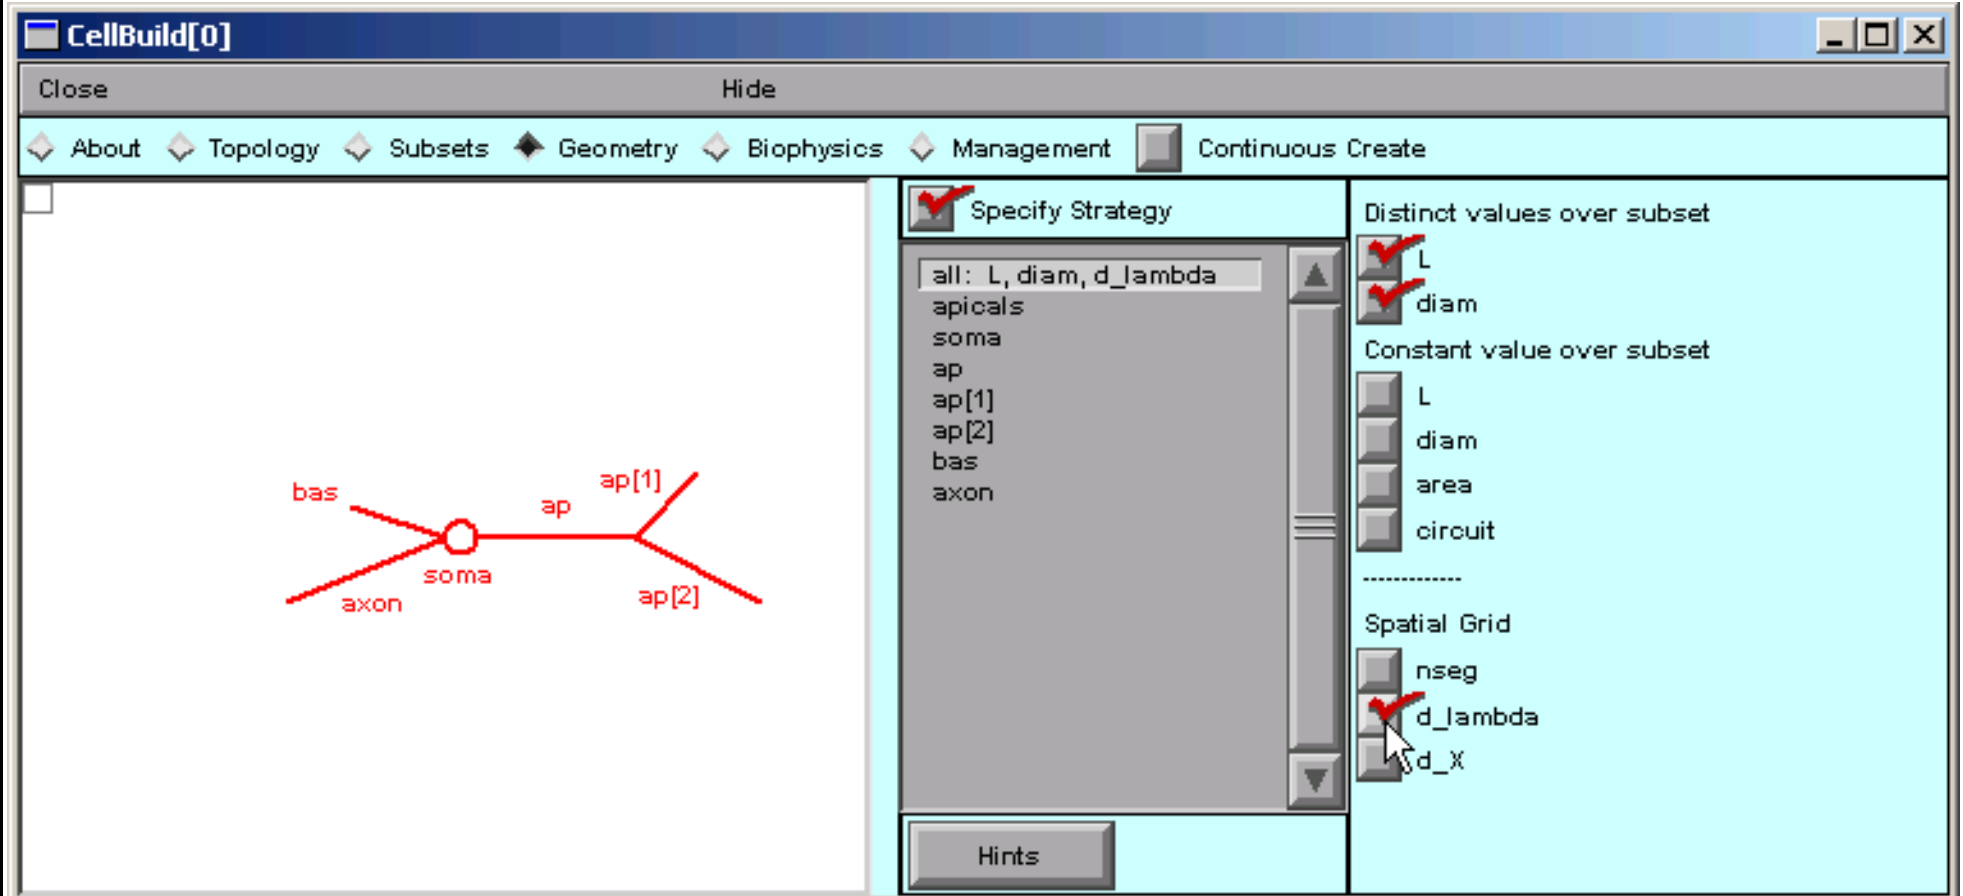 CellBuild[0]
Close Hide
About Topology Subsets Geometry Biophysics Management Continuous Create
bas
ap
ap[1]
soma
axon
ap[2]
Specify Strategy
all: L, diam, d_lambda
apicals
soma
ap
ap[1]
ap[2]
bas
axon
Hints
Distinct values over subset
L
diam
Constant value over subset
L
diam
area
circuit
-------------
Spatial Grid
nseg
d_lambda
d_X